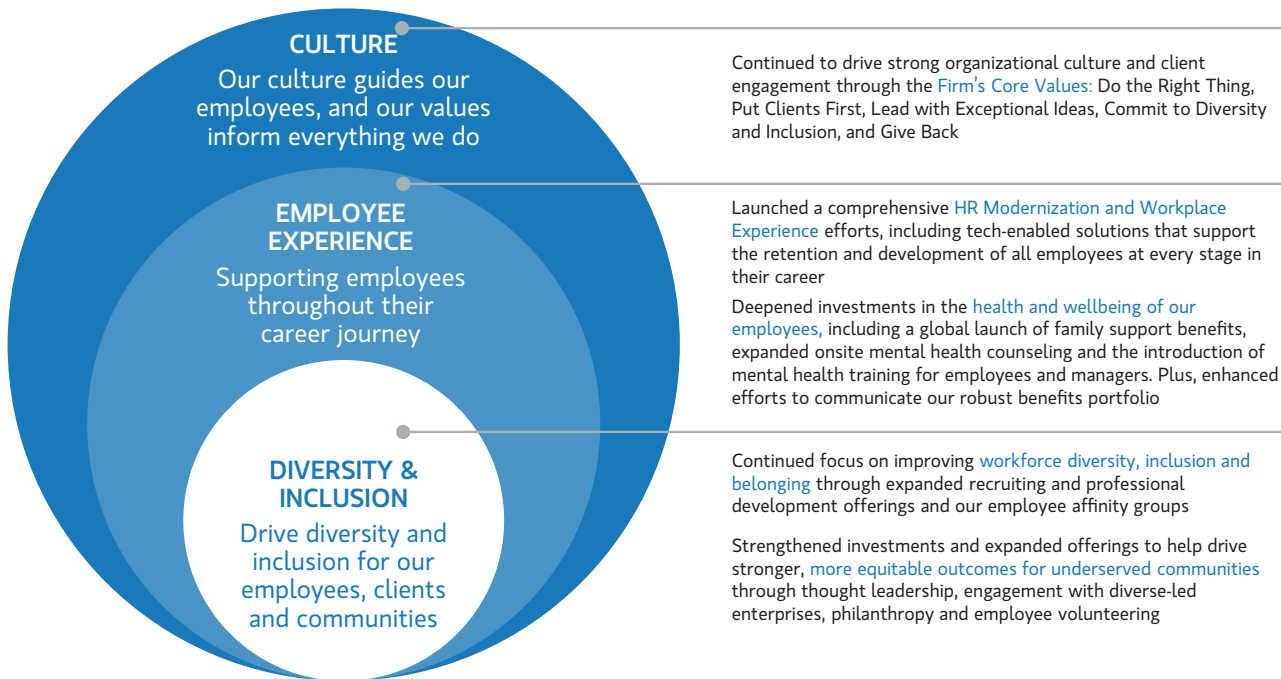 CULTURE
Our culture guides our
employees, and our values
inform everything we do
Continued to drive strong organizational culture and client
engagement through the Firm's Core Values: Do the Right Thing,
Put Clients First, Lead with Exceptional Ideas, Commit to Diversity
and Inclusion, and Give Back
EMPLOYEE
EXPERIENCE
Supporting employees
throughout their
career journey
Launched a comprehensive HR Modernization and Workplace
Experience efforts, including tech-enabled solutions that support
the retention and development of all employees at every stage in
their career
Deepened investments in the health and wellbeing of our
employees, including a global launch of family support benefits,
expanded onsite mental health counseling and the introduction of
mental health training for employees and managers. Plus, enhanced
efforts to communicate our robust benefits portfolio
DIVERSITY &
INCLUSION
Drive diversity and
inclusion for our
employees, clients
and communities
Continued focus on improving workforce diversity, inclusion and
belonging through expanded recruiting and professional
development offerings and our employee affinity groups
Strengthened investments and expanded offerings to help drive
stronger, more equitable outcomes for underserved communities
through thought leadership, engagement with diverse-led
enterprises, philanthropy and employee volunteering